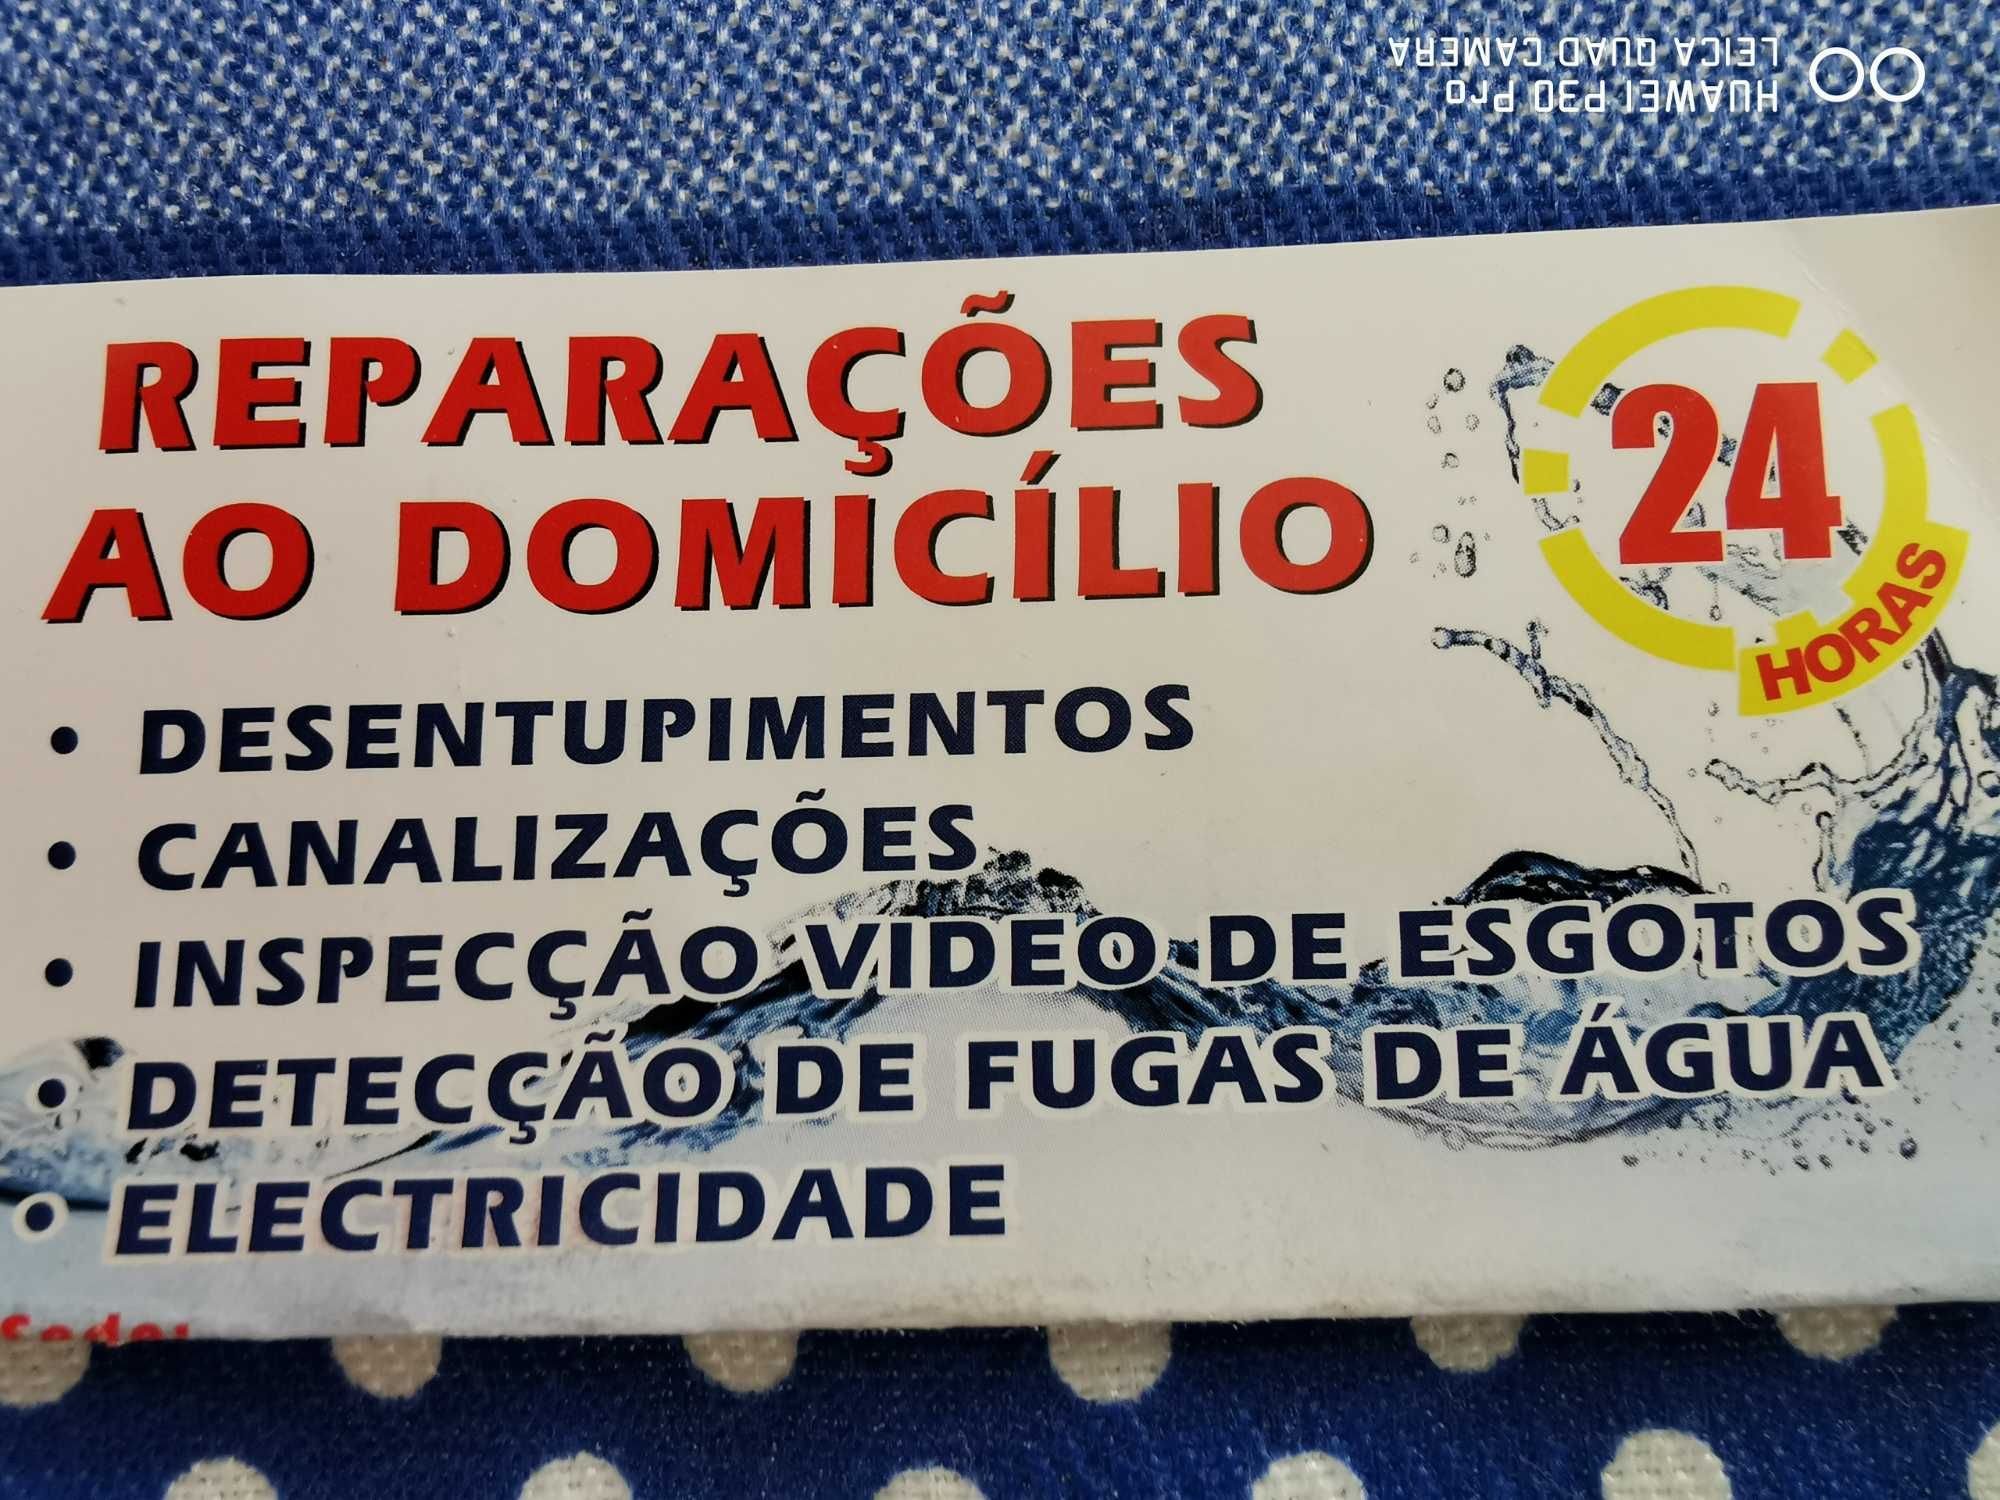 HUAWEI P30 Pro
LEICA QUAD CAMERA
REPARAÇÕES
AO DOMICÍLIO
24
HORAS
• DESENTUPIMENTOS
• CANALIZAÇÕES
• INSPECÇÃO VIDEO DE ESGOTOS
• DETECÇÃO DE FUGAS DE ÁGUA
• ELECTRICIDADE